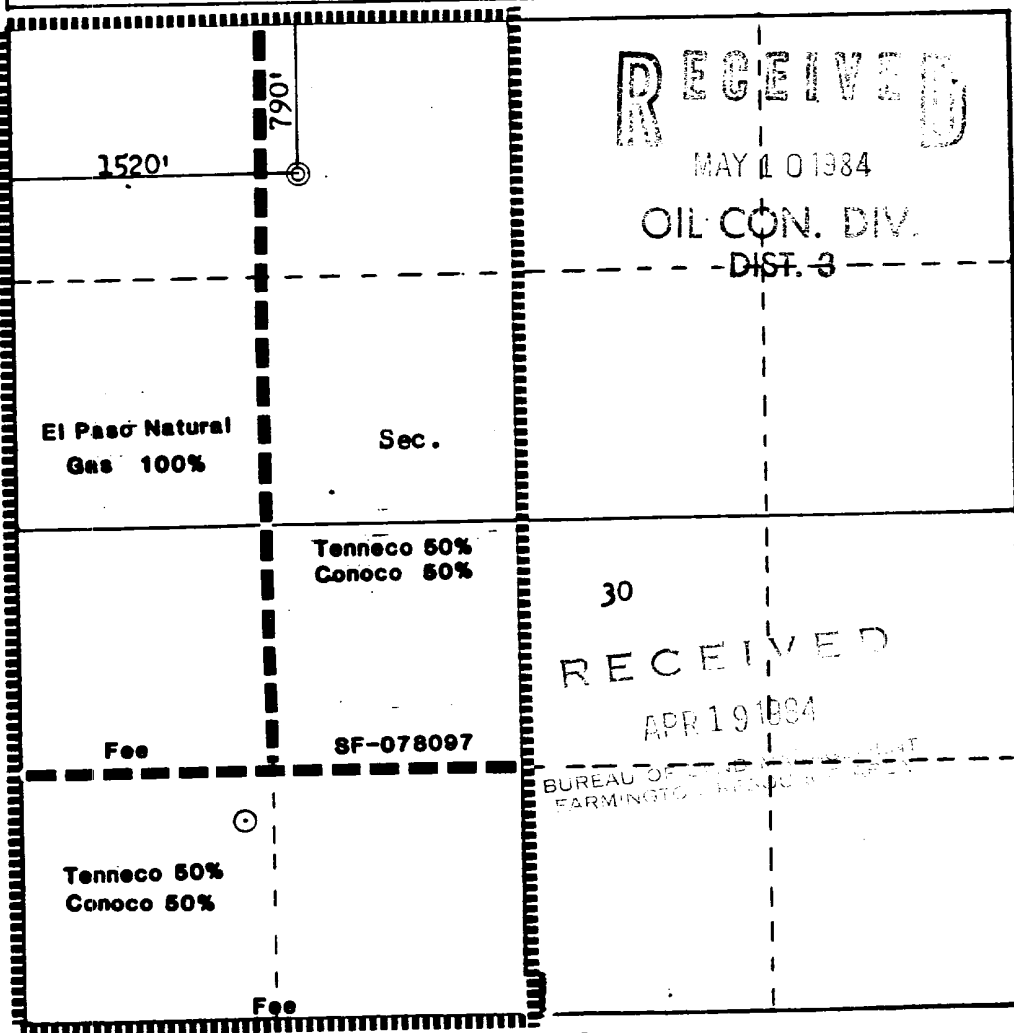 790'
1520'
RECEIVED
MAY 10 1984
OIL CON. DIV.
DIST. 3
El Paso Natural
Gas 100%
Sec.
Tenneco 50%
Conoco 50%
30
RECEIVED
APR 19 1984
Fee
SF-078097
BUREAU OF
Tenneco 50%
Conoco 50%
Fee